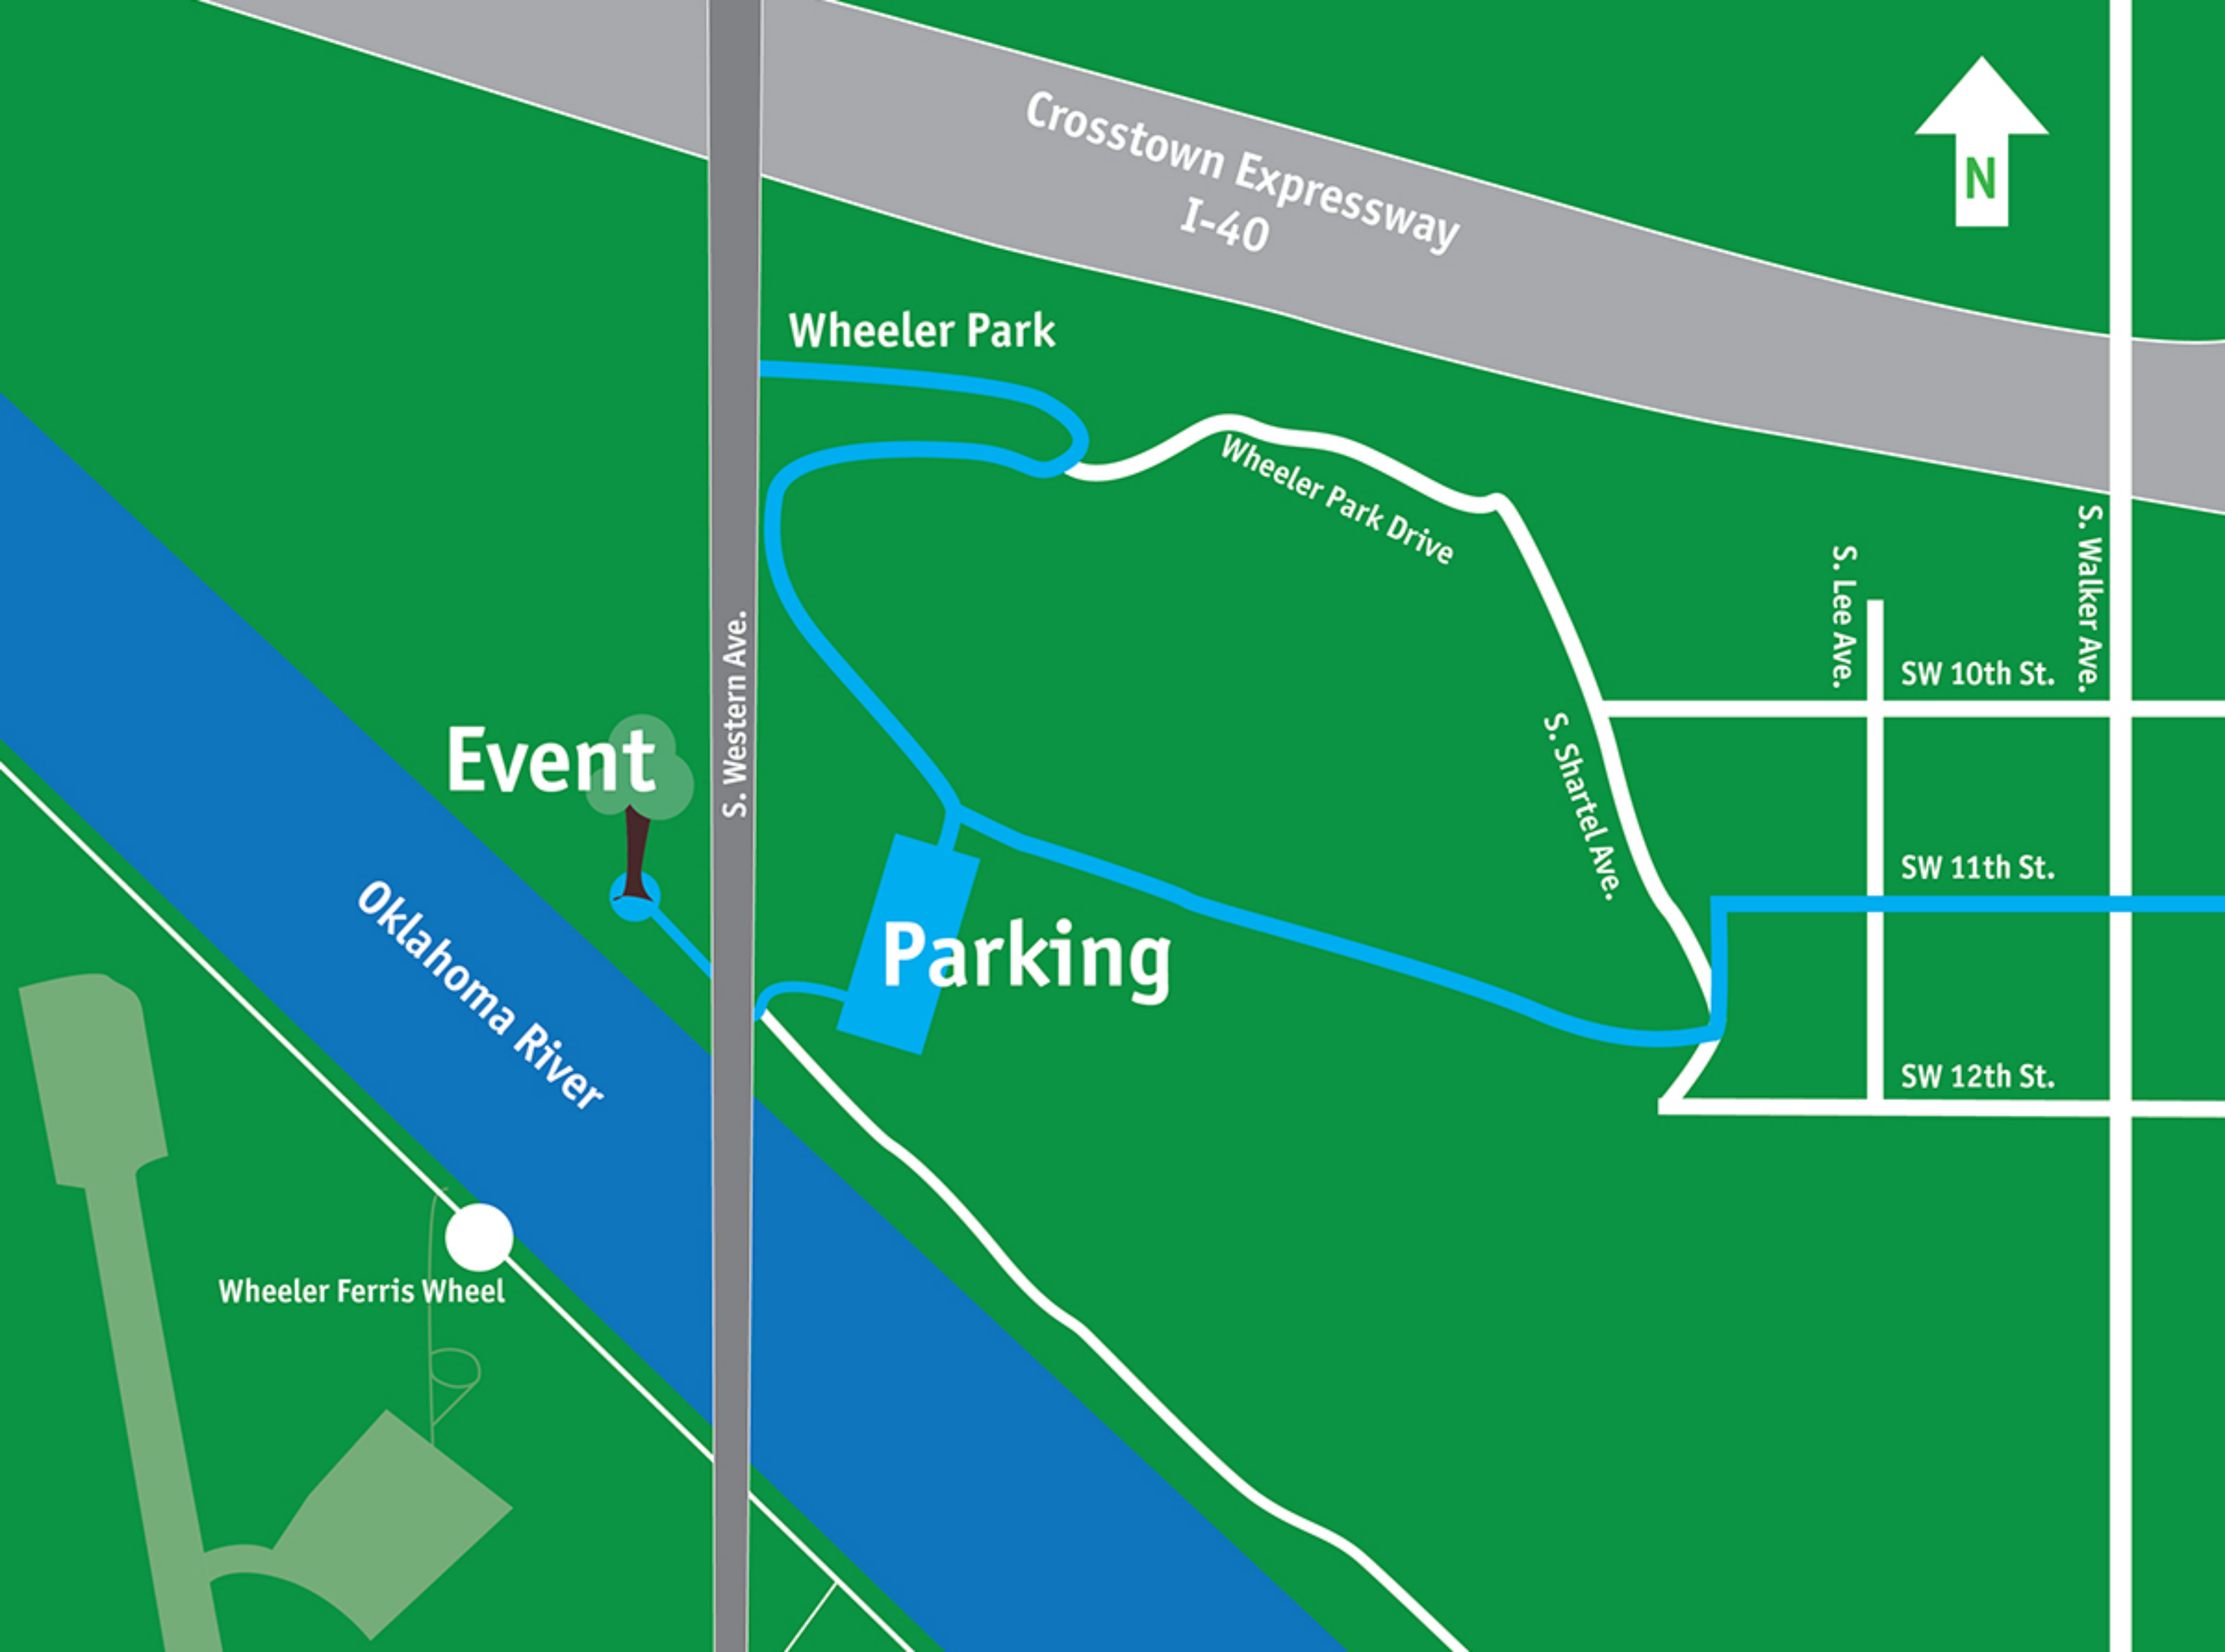 Crosstown Expressway
I-40
N
Wheeler Park
Wheeler Park Drive
S. Walker Ave.
S. Lee Ave.
SW 10th St.
S. Western Ave.
Event
S. Shartel Ave.
SW 11th St.
Parking
Oklahoma River
SW 12th St.
Wheeler Ferris Wheel